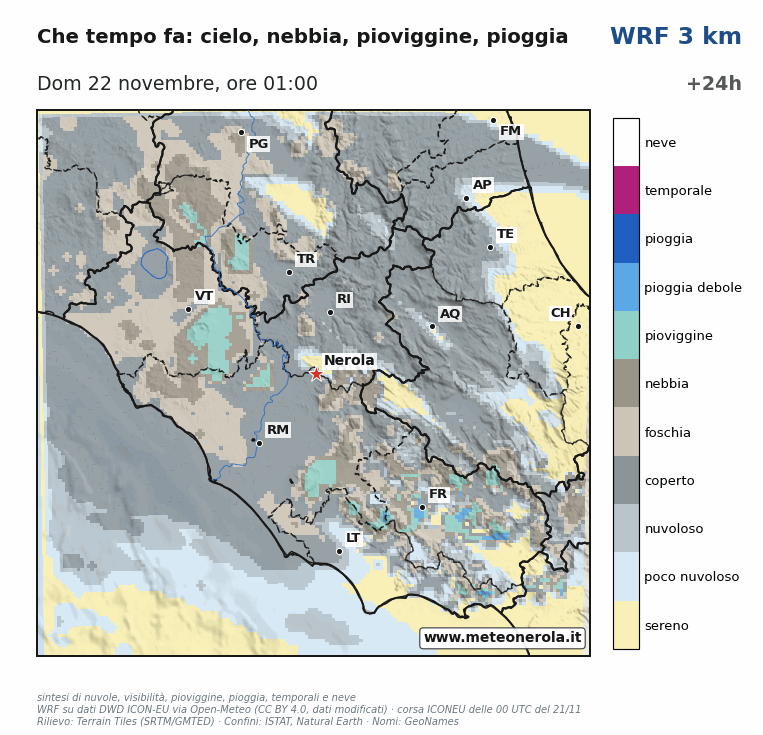 Che tempo fa: cielo, nebbia, pioviggine, pioggia
WRF 3 km
Dom 22 novembre, ore 01:00
+24h
FM
PG
AP
TE
TR
VT
RI
AQ
CH
Nerola
RM
FR
LT
www.meteonerola.it
neve
temporale
pioggia
pioggia debole
pioviggine
nebbia
foschia
coperto
nuvoloso
poco nuvoloso
sereno
sintesi di nuvole, visibilità, pioviggine, pioggia, temporali e neve
WRF su dati DWD ICON-EU via Open-Meteo (CC BY 4.0, dati modificati) · corsa ICONEU delle 00 UTC del 21/11
Rilievo: Terrain Tiles (SRTM/GMTED) · Confini: ISTAT, Natural Earth · Nomi: GeoNames